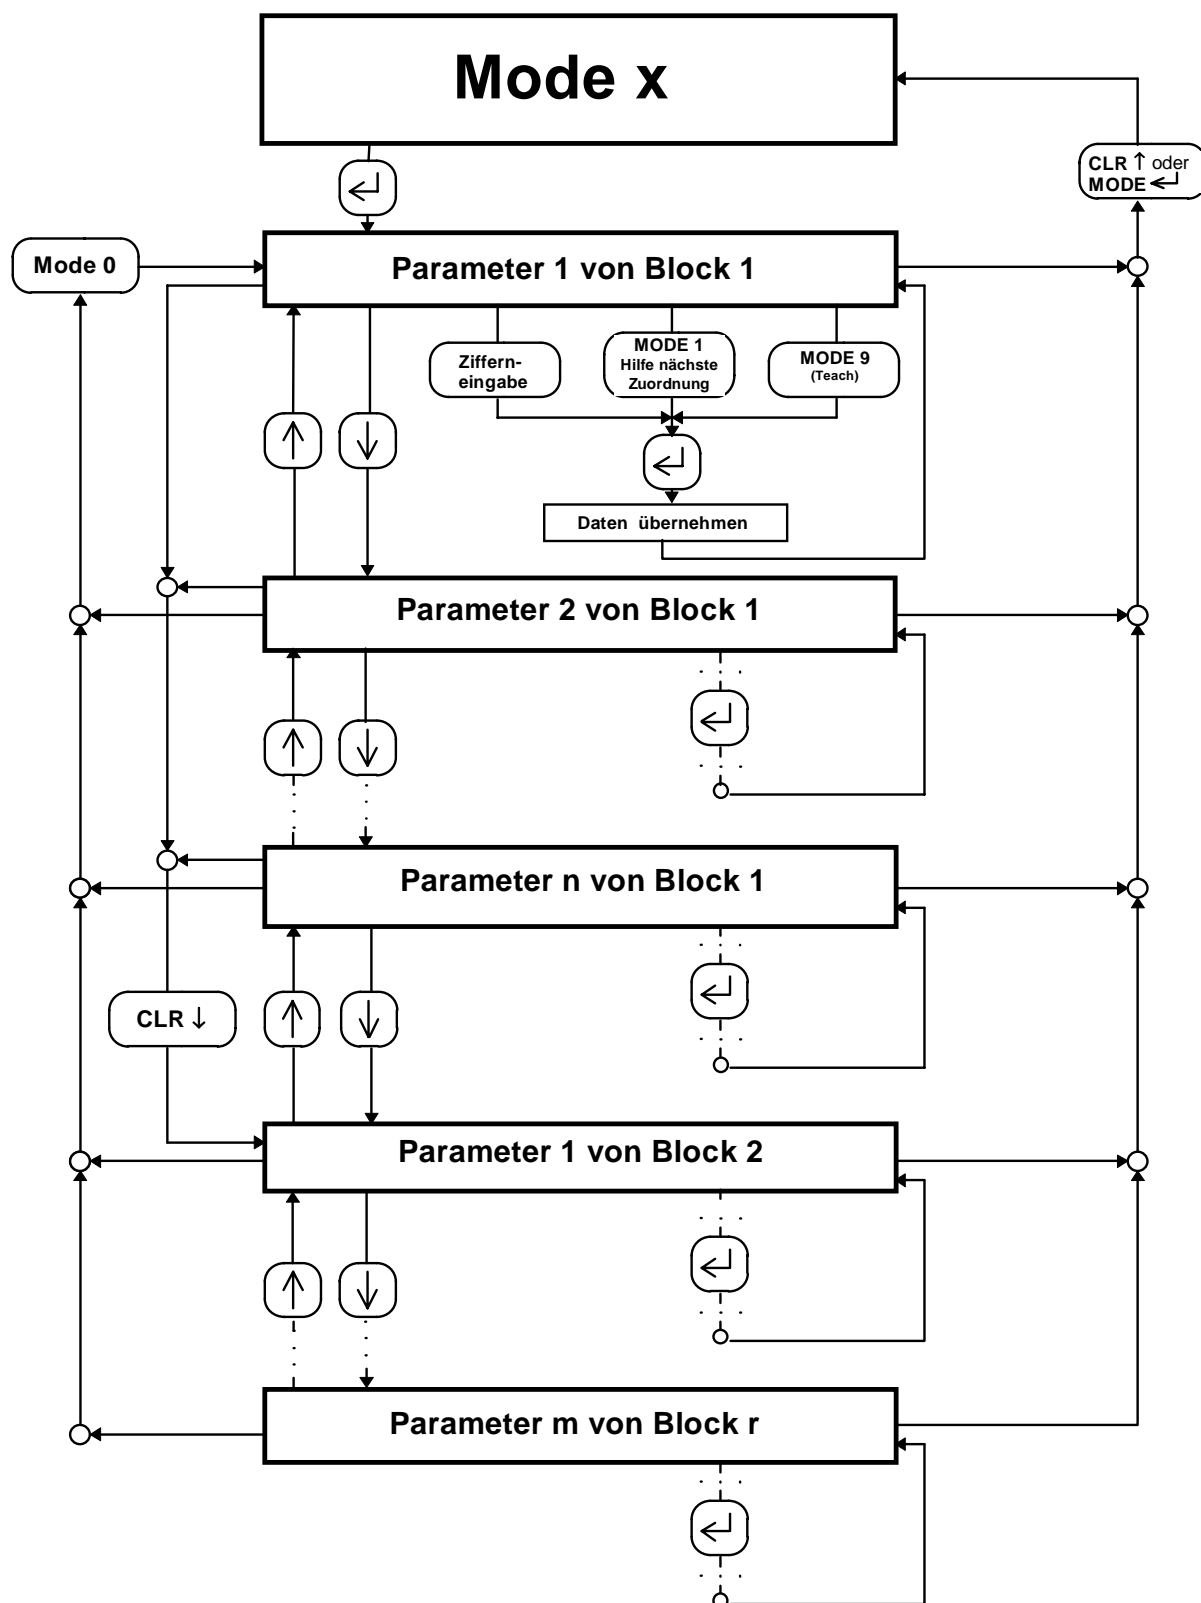 Mode x
CLR ↑ oder
MODE ↵
Mode 0
Parameter 1 von Block 1
Ziffern-
eingabe
MODE 1
Hilfe nächste
Zuordnung
MODE 9
(Teach)
Daten übernehmen
Parameter 2 von Block 1
Parameter n von Block 1
CLR ↓
Parameter 1 von Block 2
Parameter m von Block r